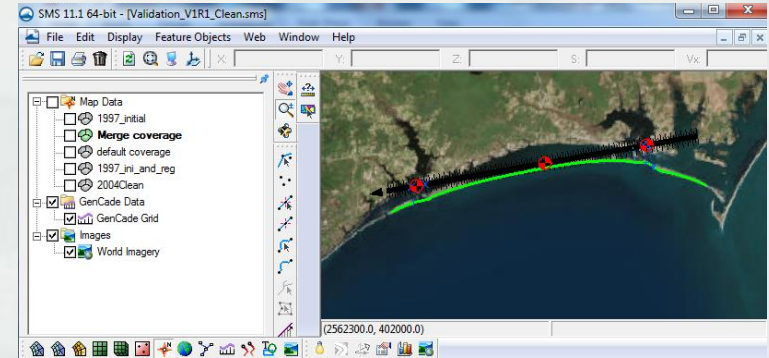 SMS 11.1 64-bit - [Validation_V1R1_Clean.sms]
File Edit Display Feature Objects Web Window Help
X: Y: Z: S: Vx:
Map Data
1997_initial
Merge coverage
default coverage
1997_ini_and_reg
2004Clean
GenCade Data
GenCade Grid
Images
World Imagery
(2562300.0, 402000.0)